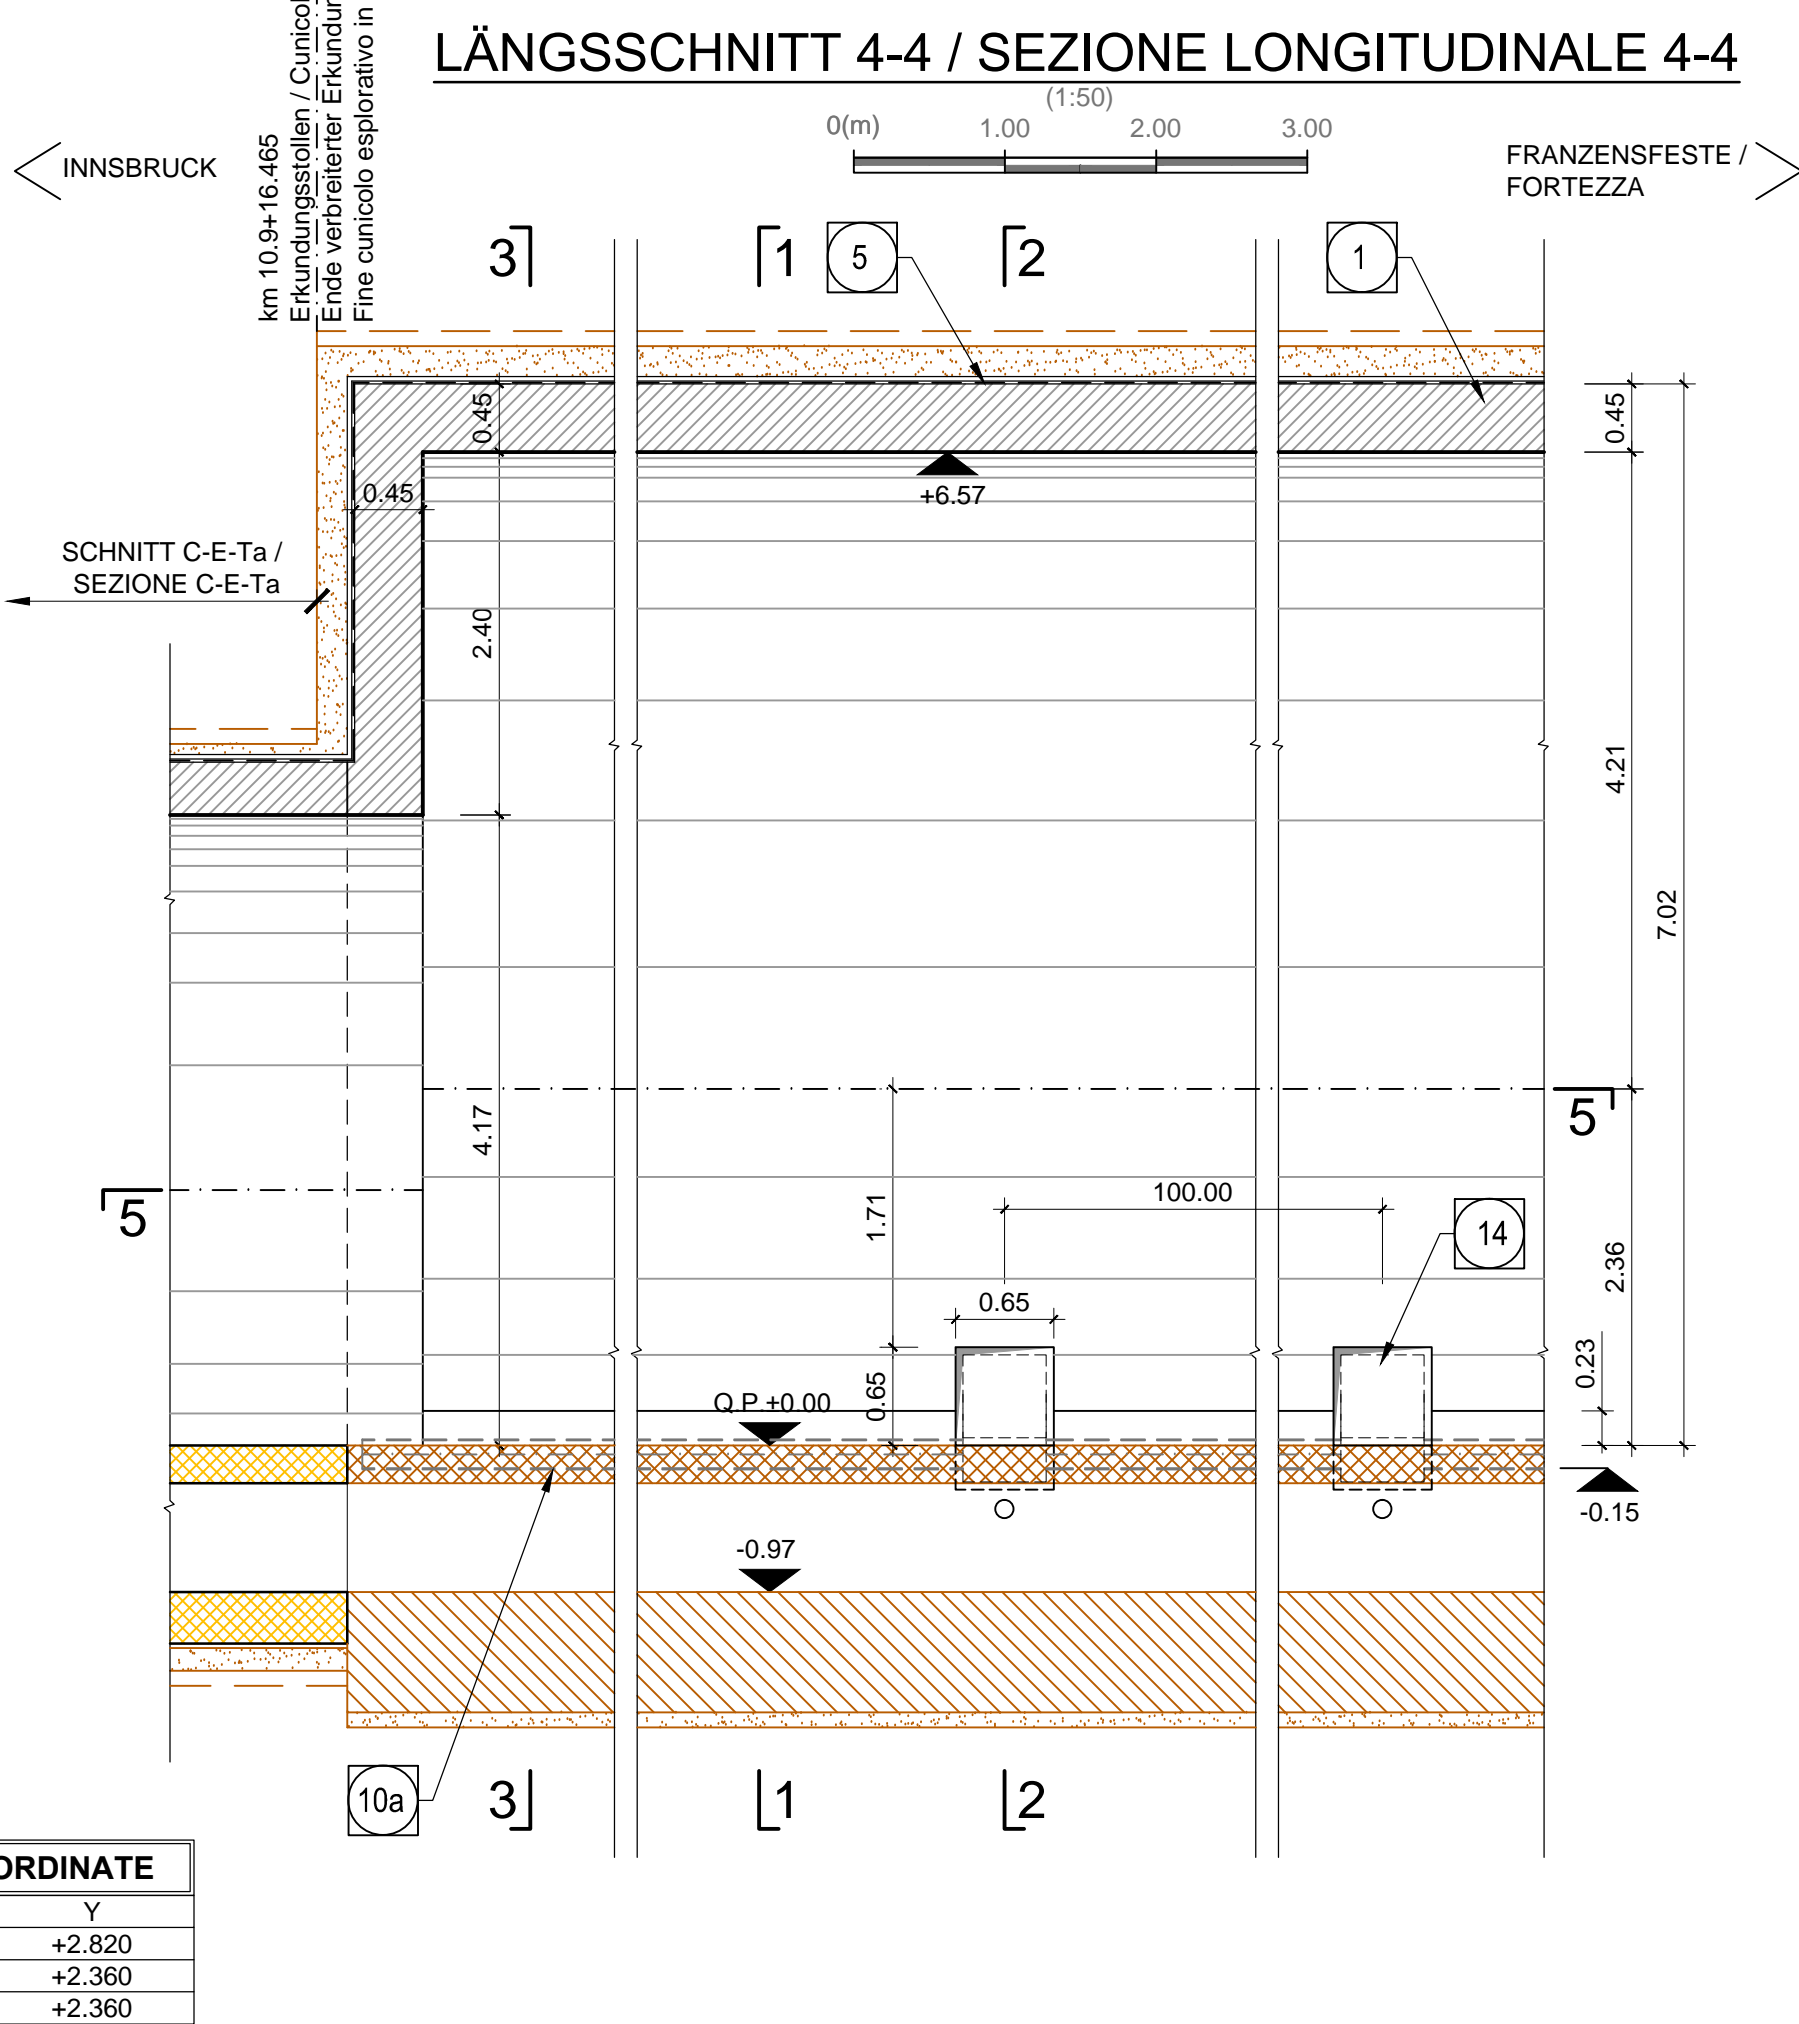 LÄNGSSCHNITT 4-4 / SEZIONE LONGITUDINALE 4-4
(1:50)
0(m) 1.00 2.00 3.00
INNSBRUCK
FRANZENSFESTE /
FORTEZZA
km 10.9+16.465
Erkundungsstollen / Cunicol
Ende verbreiterter Erkundun
Fine cunicolo esplorativo in
3 1 5 2 1
0.45
0.45
0.45
+6.57
SCHNITT C-E-Ta /
SEZIONE C-E-Ta
2.40
4.21
7.02
4.17
5
5
1.71
100.00
14
2.36
0.65
0.23
0.65
Q.P.+0.00
-0.15
-0.97
10a
3 1 2
ORDINATE
Y
+2.820
+2.360
+2.360